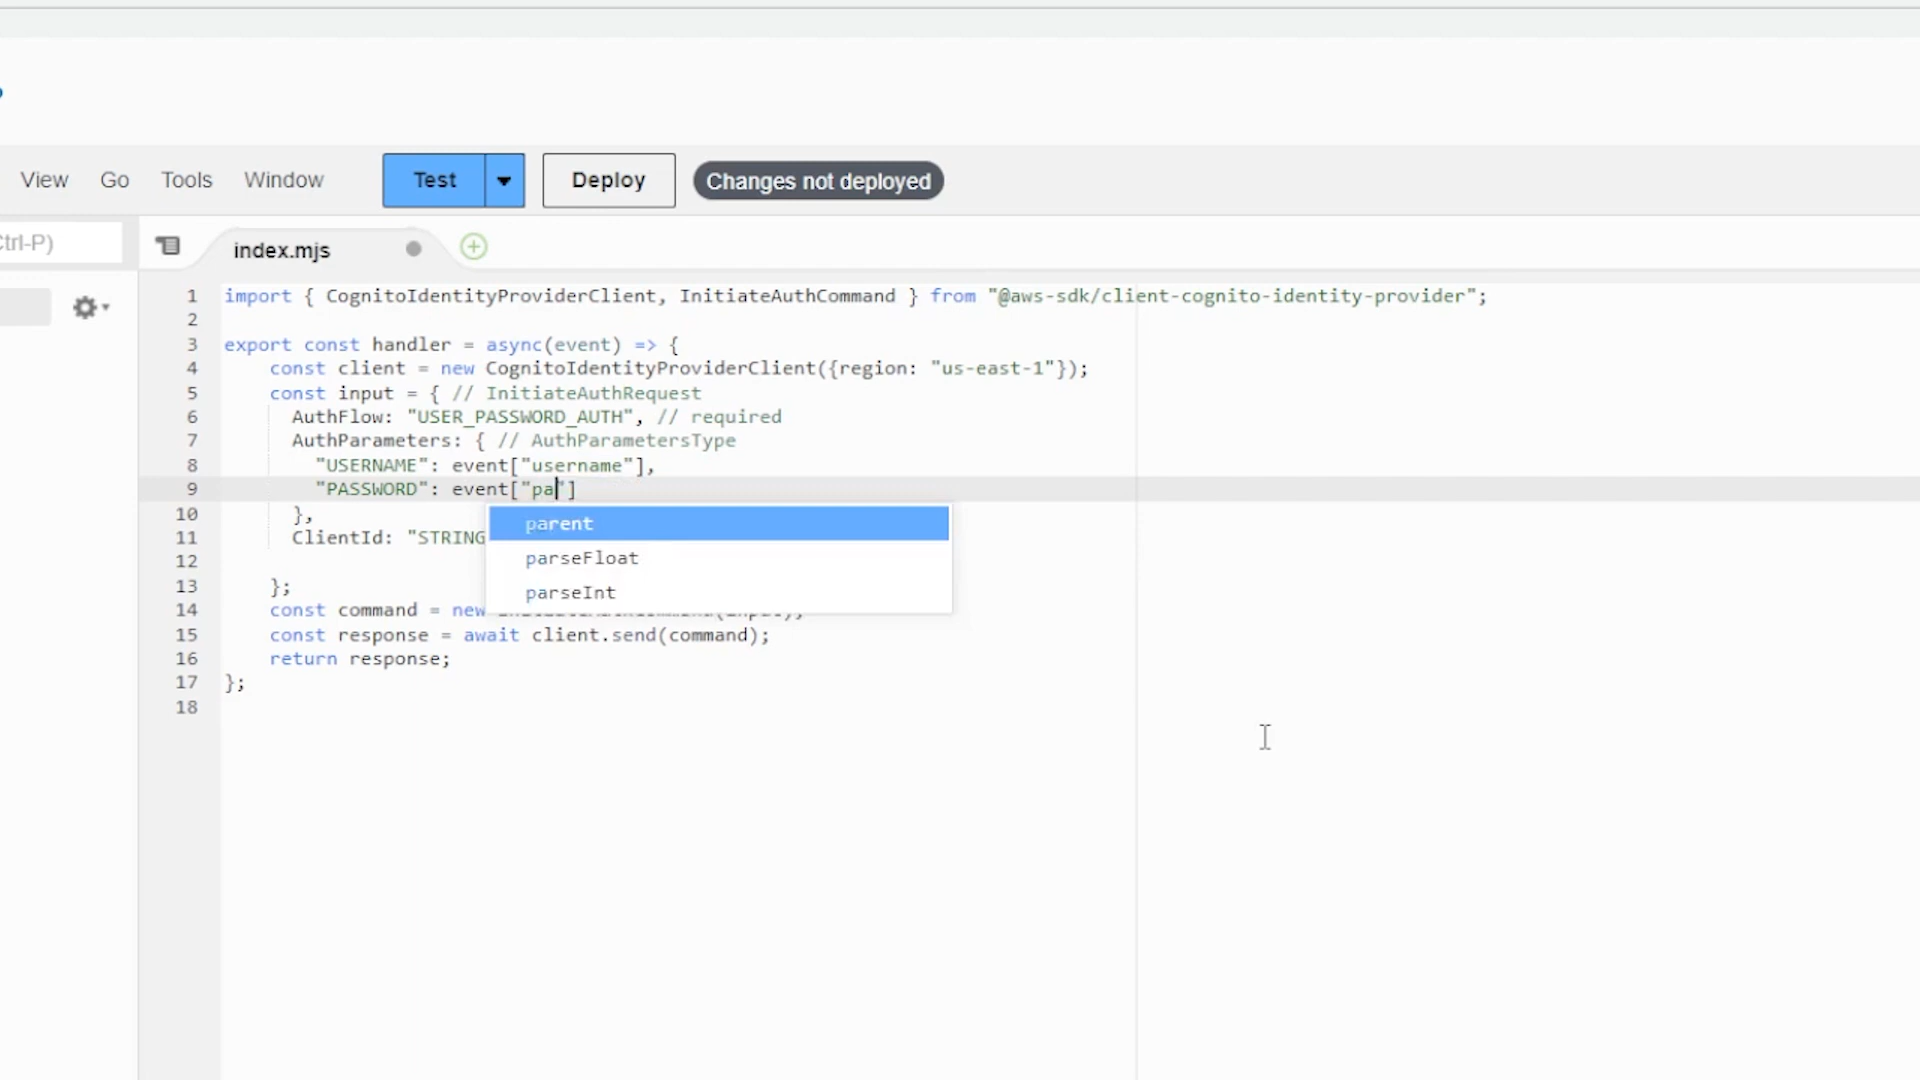 View Go Tools Window Test Deploy Changes not deployed
Ctrl-P)
index.mjs
1 import { CognitoIdentityProviderClient, InitiateAuthCommand } from "@aws-sdk/client-cognito-identity-provider";
2
3 export const handler = async(event) => {
4 const client = new CognitoIdentityProviderClient({region: "us-east-1"});
5 const input = { // InitiateAuthRequest
6 AuthFlow: "USER_PASSWORD_AUTH", // required
7 AuthParameters: { // AuthParametersType
8 "USERNAME": event["username"],
9 "PASSWORD": event["pa"]
10 },
parent
11 ClientId: "STRING
parseFloat
12
13 };
parseInt
14 const command = new
15 const response = await client.send(command);
16 return response;
17 };
18